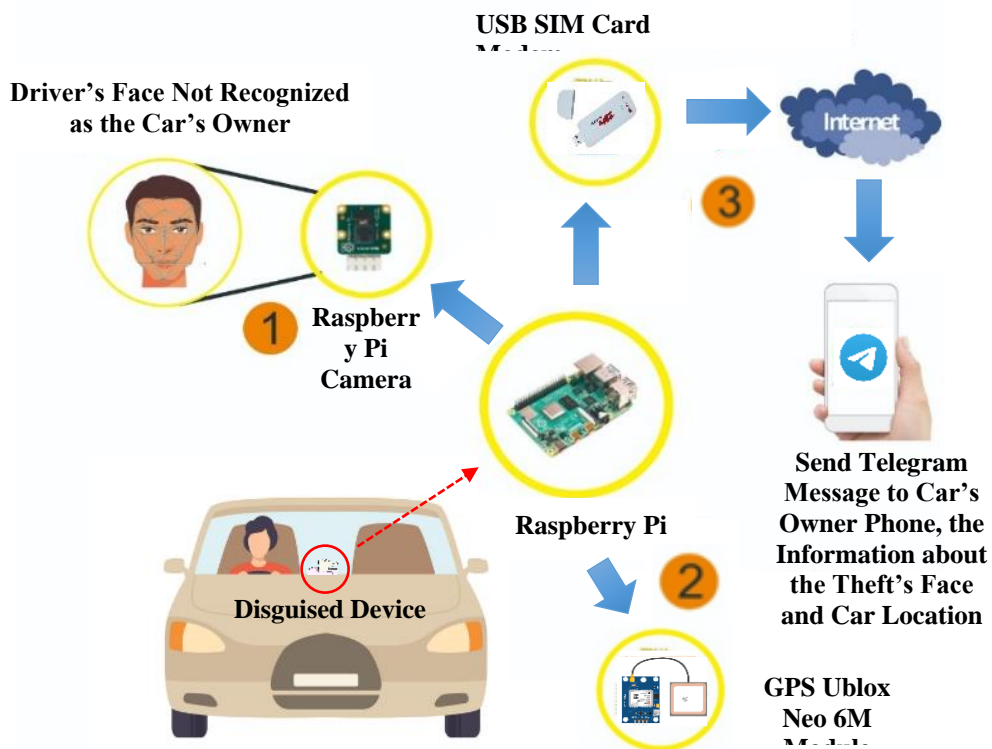 USB SIM Card
Modem
Driver's Face Not Recognized
as the Car's Owner
Internet
3
1
Raspberr
y Pi
Camera
Send Telegram
Message to Car's
Owner Phone, the
Information about
the Theft's Face
and Car Location
Raspberry Pi
2
Disguised Device
GPS Ublox
Neo 6M
Module